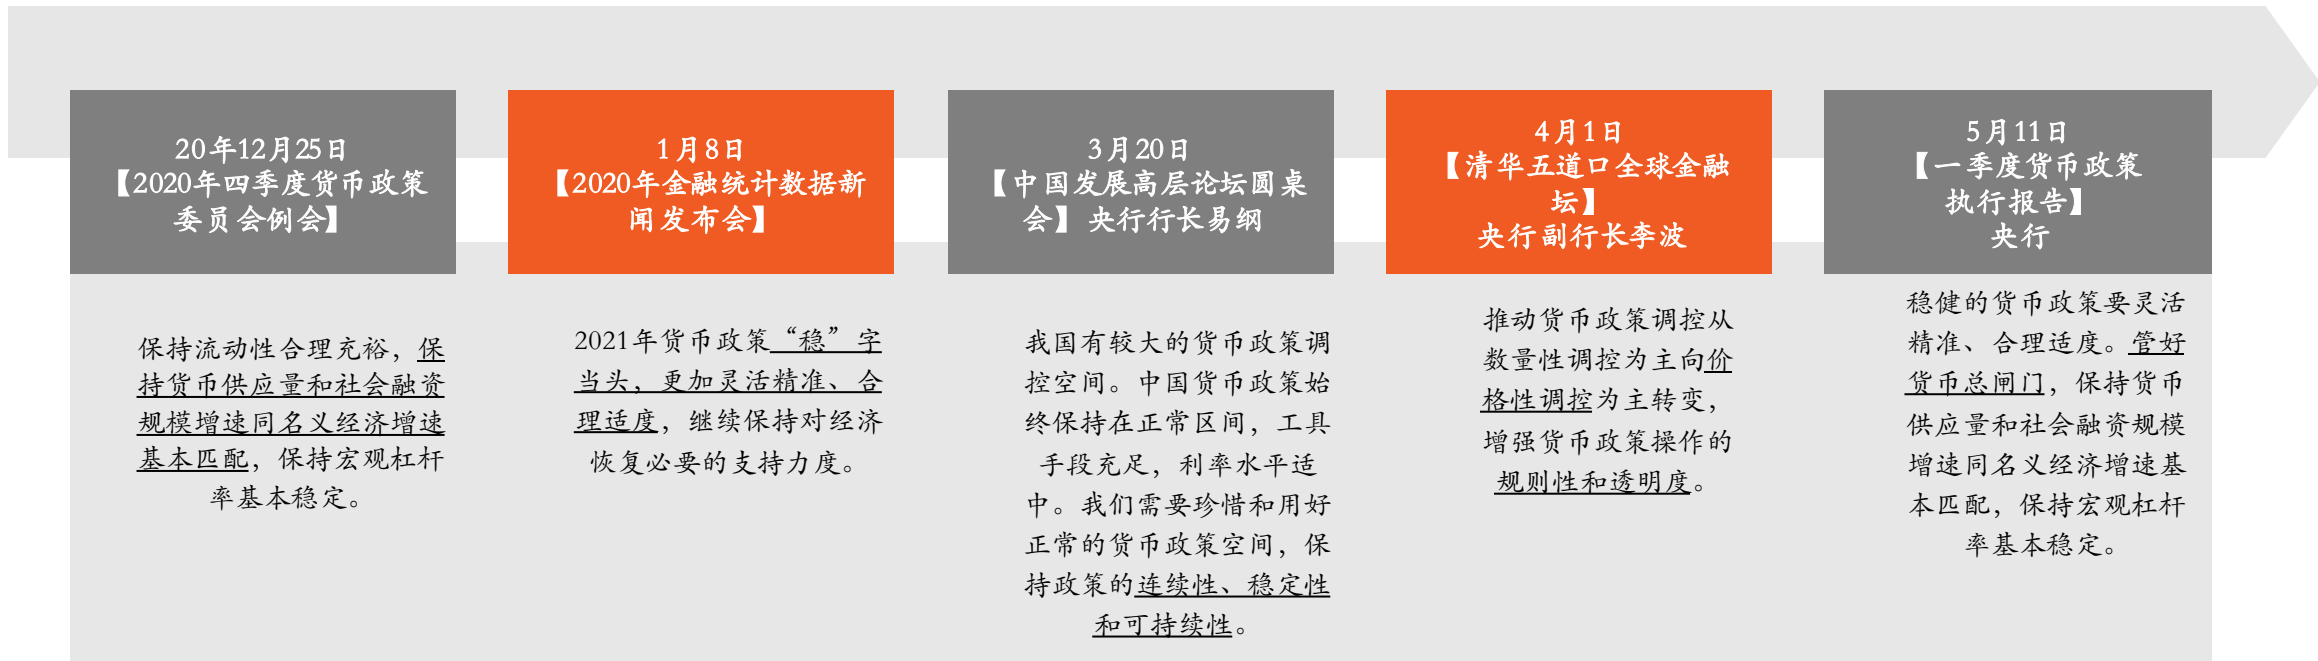 20年12月25日
【2020年四季度货币政策
委员会例会】
保持流动性合理充裕，保
持货币供应量和社会融资
规模增速同名义经济增速
基本匹配，保持宏观杠杆
率基本稳定。
1月8日
【2020年金融统计数据新
闻发布会】
2021年货币政策“稳”字
当头，更加灵活精准、合
理适度，继续保持对经济
恢复必要的支持力度。
3月20日
【中国发展高层论坛圆桌
会】央行行长易纲
我国有较大的货币政策调
控空间。中国货币政策始
终保持在正常区间，工具
手段充足，利率水平适
中。我们需要珍惜和用好
正常的货币政策空间，保
持政策的连续性、稳定性
和可持续性。
4月1日
【清华五道口全球金融
坛】
央行副行长李波
推动货币政策调控从
数量性调控为主向价
格性调控为主转变，
增强货币政策操作的
规则性和透明度。
5月11日
【一季度货币政策
执行报告】
央行
稳健的货币政策要灵活
精准、合理适度。管好
货币总闸门，保持货币
供应量和社会融资规模
增速同名义经济增速基
本匹配，保持宏观杠杆
率基本稳定。